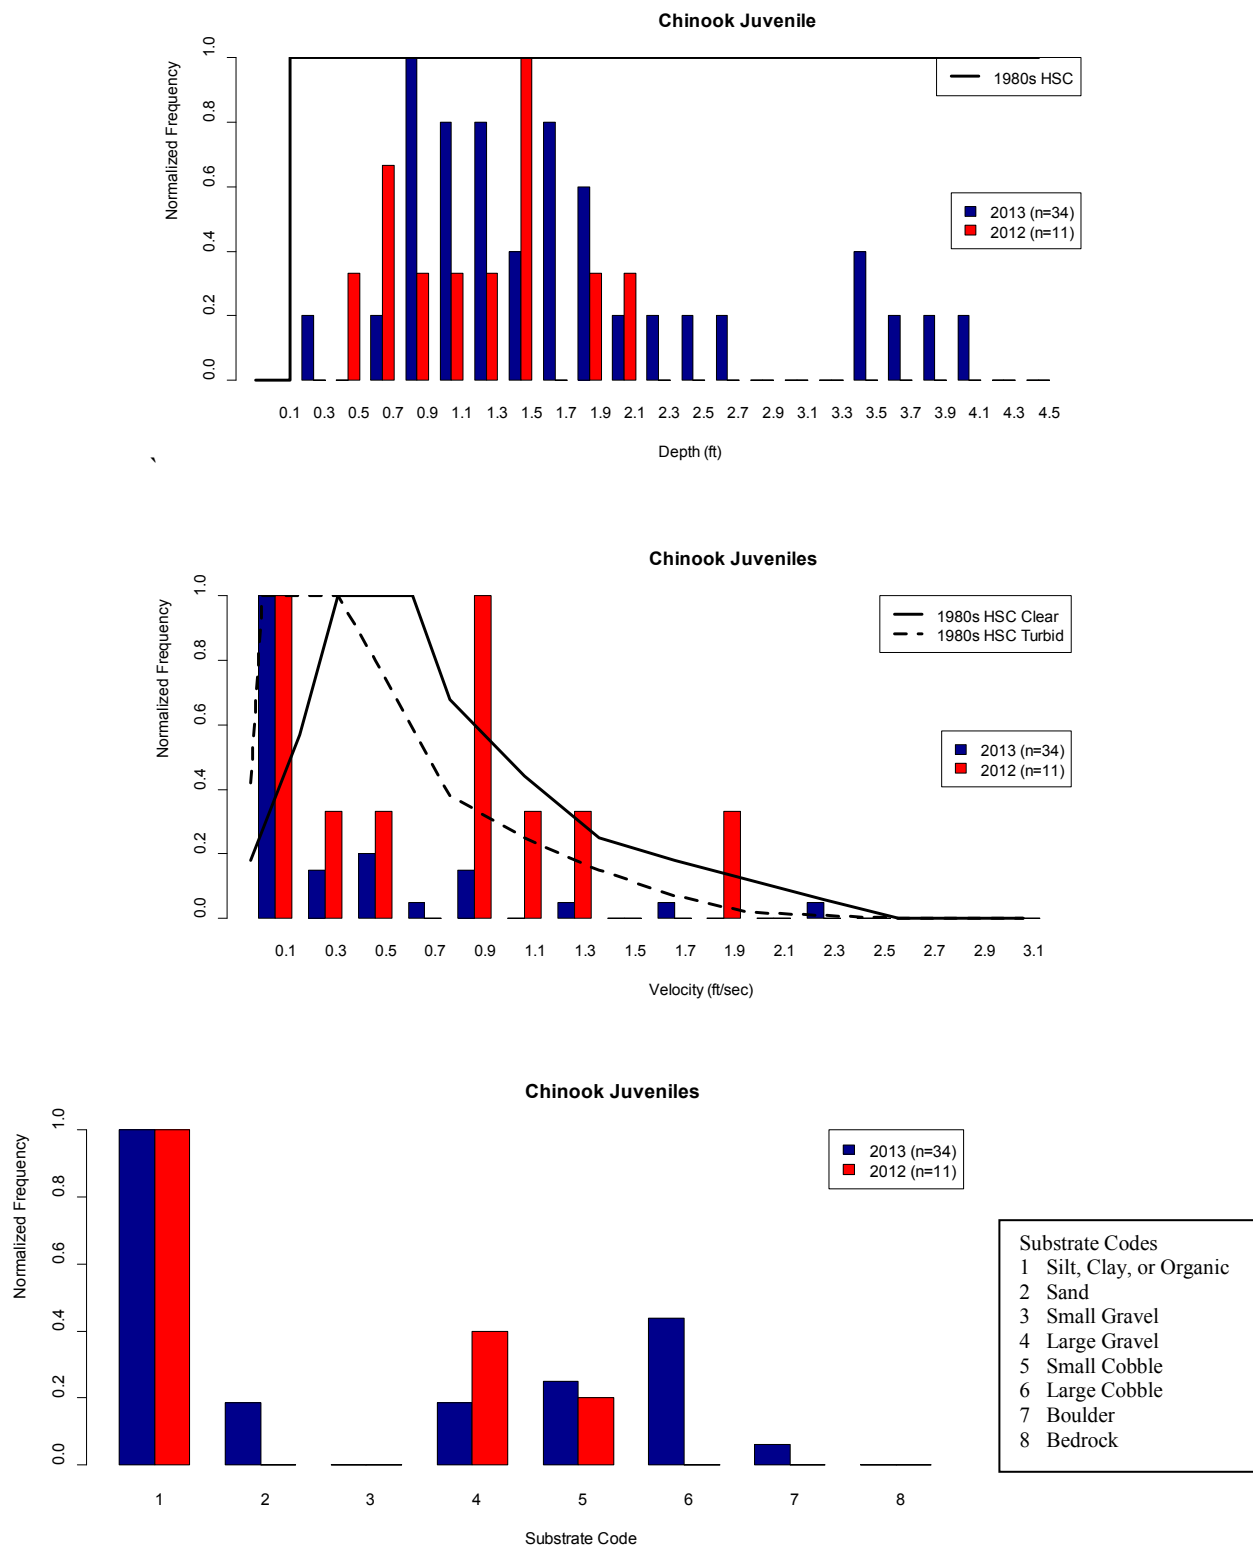 Chinook Juvenile
Normalized Frequency
1.0
0.8
0.6
0.4
0.2
0.0
1980s HSC
2013 (n=34)
2012 (n=11)
0.1 0.3 0.5 0.7 0.9 1.1 1.3 1.5 1.7 1.9 2.1 2.3 2.5 2.7 2.9 3.1 3.3 3.5 3.7 3.9 4.1 4.3 4.5
Depth (ft)
`
Chinook Juveniles
Normalized Frequency
1.0
0.8
0.6
0.4
0.2
0.0
1980s HSC Clear
1980s HSC Turbid
2013 (n=34)
2012 (n=11)
0.1 0.3 0.5 0.7 0.9 1.1 1.3 1.5 1.7 1.9 2.1 2.3 2.5 2.7 2.9 3.1
Velocity (ft/sec)
Chinook Juveniles
Normalized Frequency
1.0
0.8
0.6
0.4
0.2
0.0
2013 (n=34)
2012 (n=11)
1 2 3 4 5 6 7 8
Substrate Code
Substrate Codes
1 Silt, Clay, or Organic
2 Sand
3 Small Gravel
4 Large Gravel
5 Small Cobble
6 Large Cobble
7 Boulder
8 Bedrock